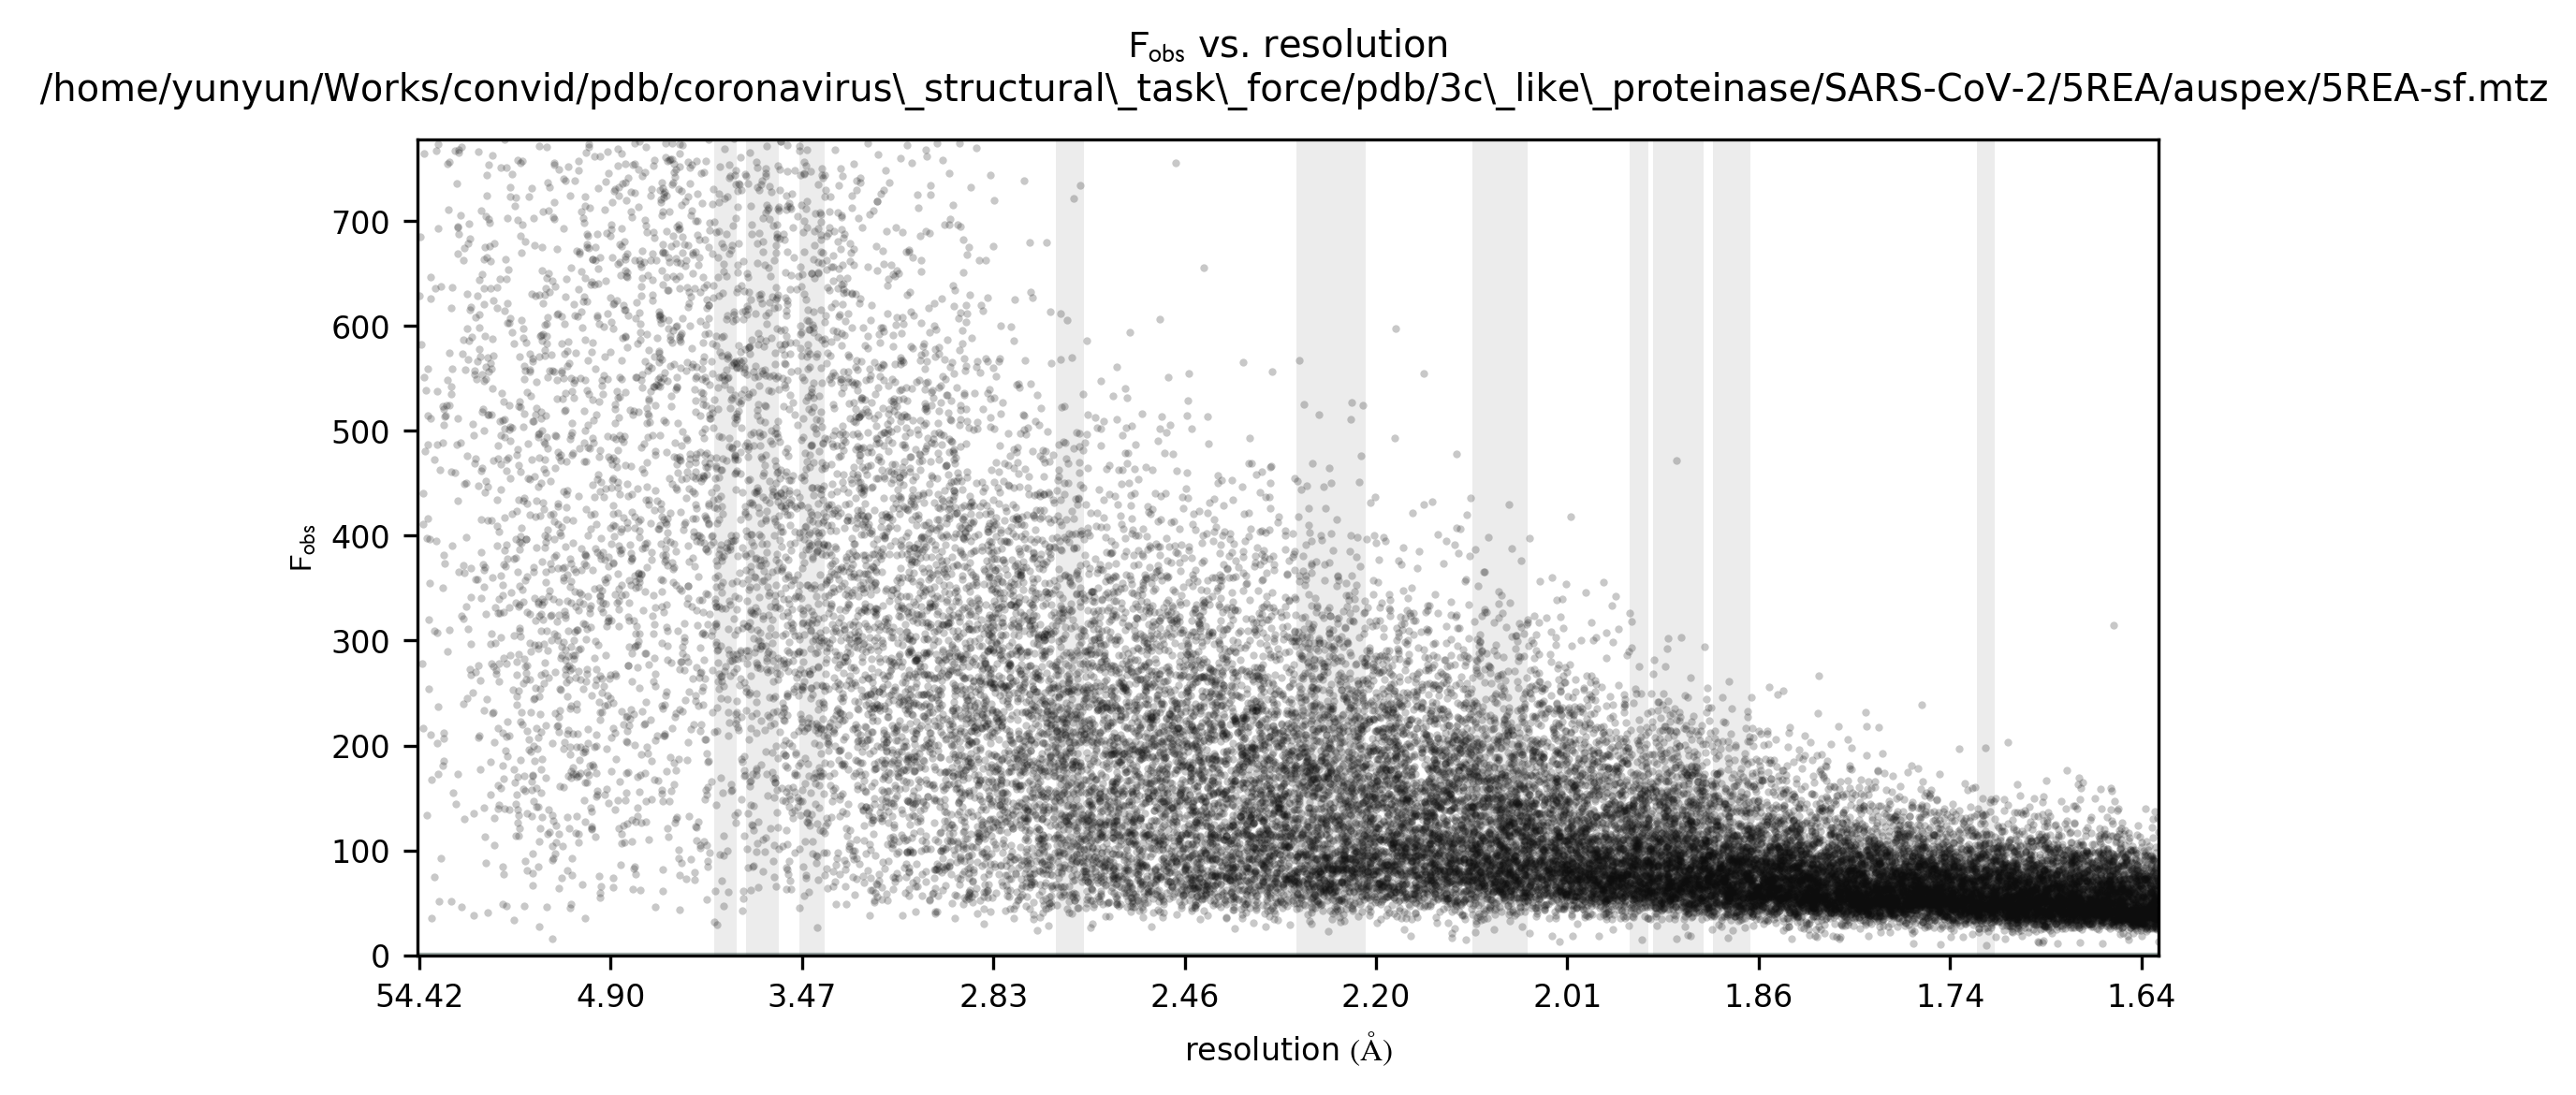 Fobs vs. resolution
/home/yunyun/Works/convid/pdb/coronavirus\_structural\_task\_force/pdb/3c\_like\_proteinase/SARS-CoV-2/5REA/auspex/5REA-sf.mtz
700
600
500
400
300
200
100
0
Fobs
54.42 4.90 3.47 2.83 2.46 2.20 2.01 1.86 1.74 1.64
resolution (Å)